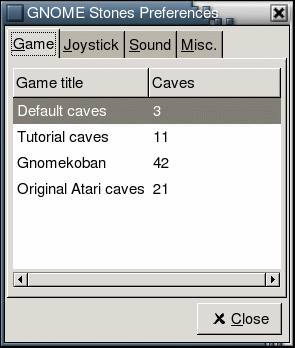 GNOME Stones Preferences
Game Joystick Sound Misc.
Game title Caves
Default caves 3
Tutorial caves 11
Gnomekoban 42
Original Atari caves 21
Close